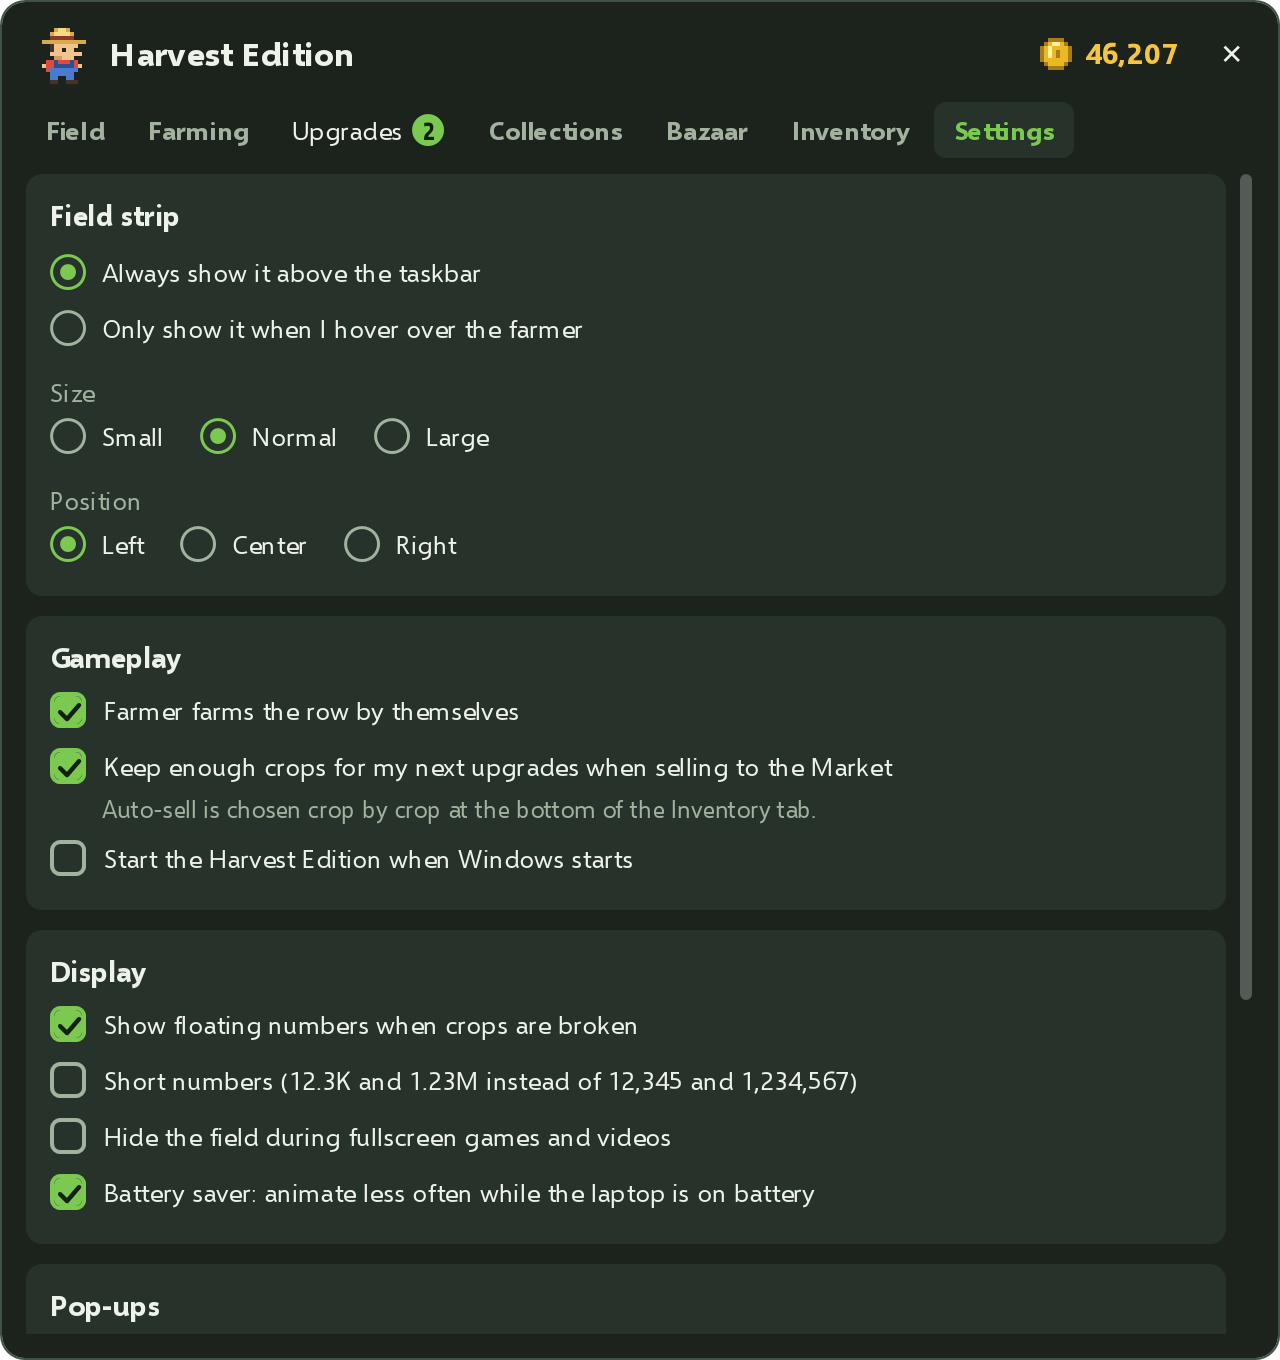 Harvest Edition
46,207
Field
Farming
Upgrades 2
Collections
Bazaar
Inventory
Settings
Field strip
Always show it above the taskbar
Only show it when I hover over the farmer
Size
Small
Normal
Large
Position
Left
Center
Right
Gameplay
Farmer farms the row by themselves
Keep enough crops for my next upgrades when selling to the Market
Auto-sell is chosen crop by crop at the bottom of the Inventory tab.
Start the Harvest Edition when Windows starts
Display
Show floating numbers when crops are broken
Short numbers (12.3K and 1.23M instead of 12,345 and 1,234,567)
Hide the field during fullscreen games and videos
Battery saver: animate less often while the laptop is on battery
Pop-ups